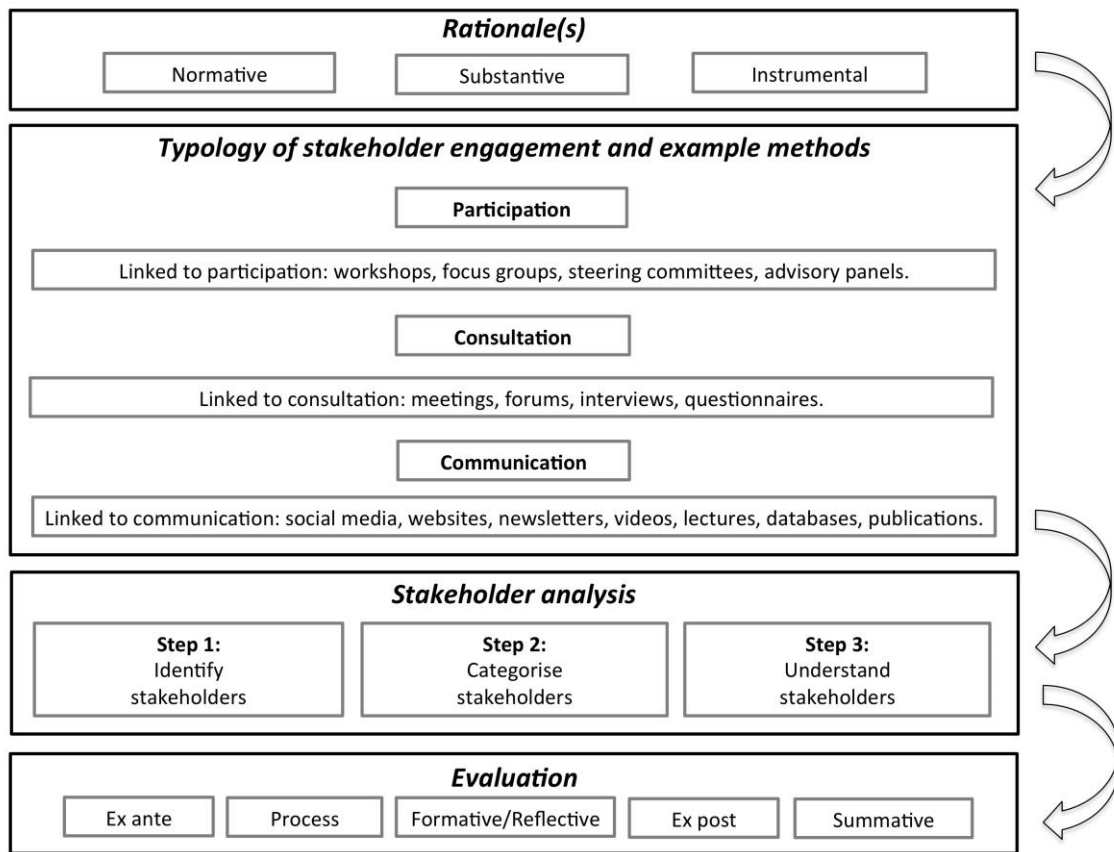 Rationale(s)
Normative
Substantive
Instrumental
Typology of stakeholder engagement and example methods
Participation
Linked to participation: workshops, focus groups, steering committees, advisory panels.
Consultation
Linked to consultation: meetings, forums, interviews, questionnaires.
Communication
Linked to communication: social media, websites, newsletters, videos, lectures, databases, publications.
Stakeholder analysis
Step 1:
Identify
stakeholders
Step 2:
Categorise
stakeholders
Step 3:
Understand
stakeholders
Evaluation
Ex ante
Process
Formative/Reflective
Ex post
Summative